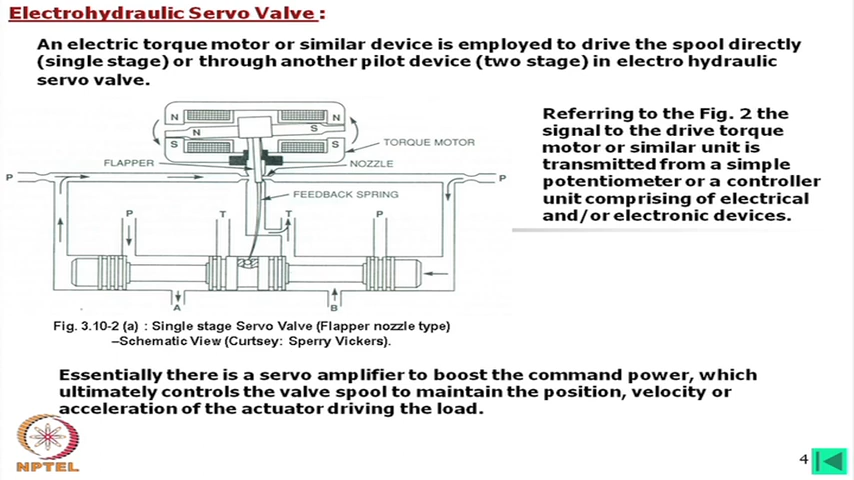 Electrohydraulic Servo Valve :
An electric torque motor or similar device is employed to drive the spool directly
(single stage) or through another pilot device (two stage) in electro hydraulic
servo valve.
N
N
N
S
S
S
TORQUE MOTOR
FLAPPER
NOZZLE
P
P
FEEDBACK SPRING
P
T
T
P
A
B
Fig. 3.10-2 (a) : Single stage Servo Valve (Flapper nozzle type)
–Schematic View (Curtsey: Sperry Vickers).
Referring to the Fig. 2 the
signal to the drive torque
motor or similar unit is
transmitted from a simple
potentiometer or a controller
unit comprising of electrical
and/or electronic devices.
Essentially there is a servo amplifier to boost the command power, which
ultimately controls the valve spool to maintain the position, velocity or
acceleration of the actuator driving the load.
NPTEL
4